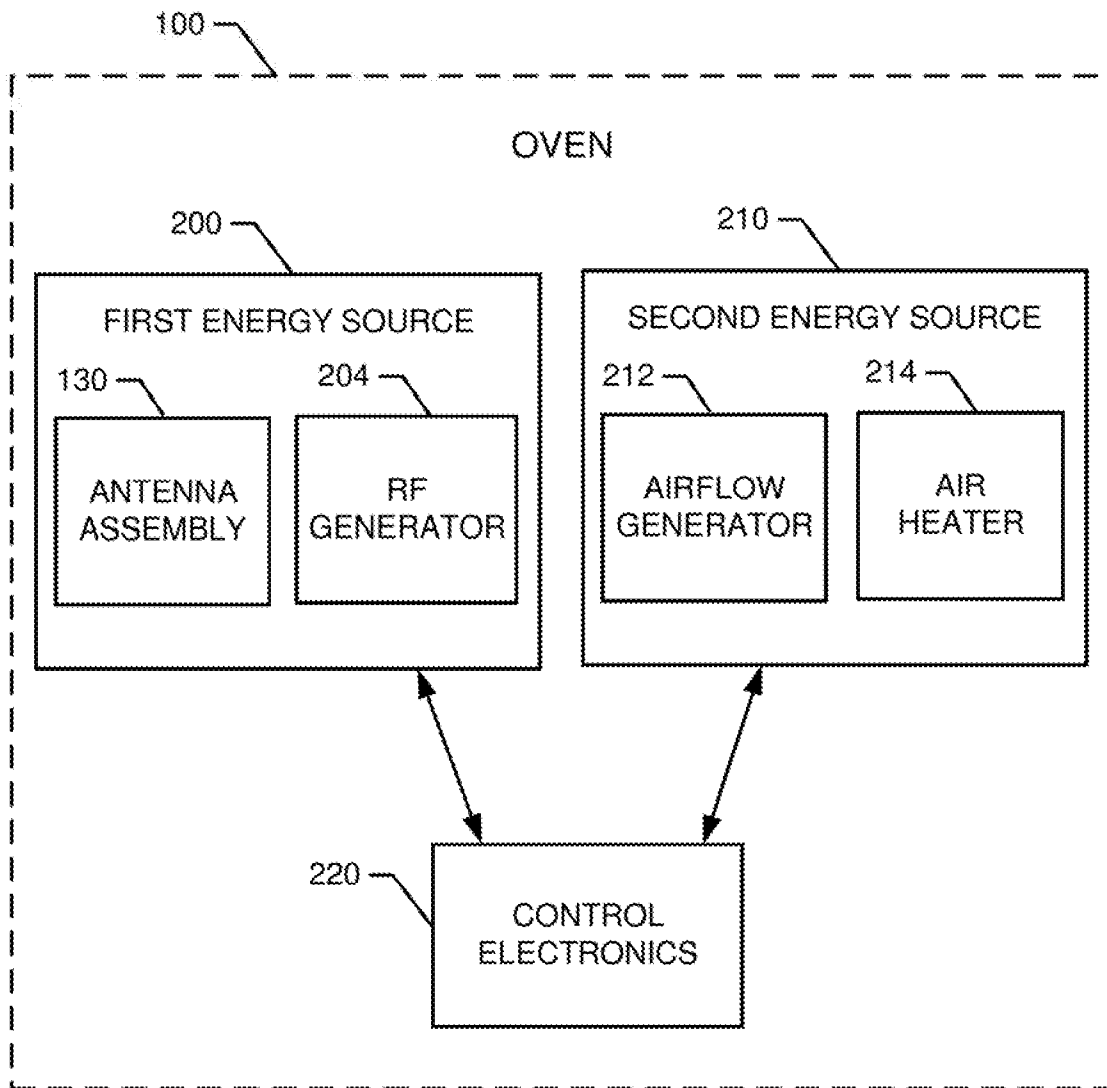 100
OVEN
200
210
FIRST ENERGY SOURCE
SECOND ENERGY SOURCE
130
204
212
214
ANTENNA
ASSEMBLY
RF
GENERATOR
AIRFLOW
GENERATOR
AIR
HEATER
220
CONTROL
ELECTRONICS